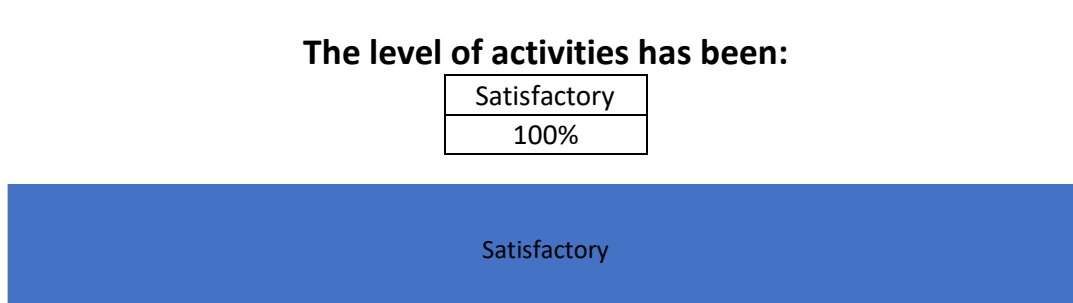 The level of activities has been:
Satisfactory
100%
Satisfactory